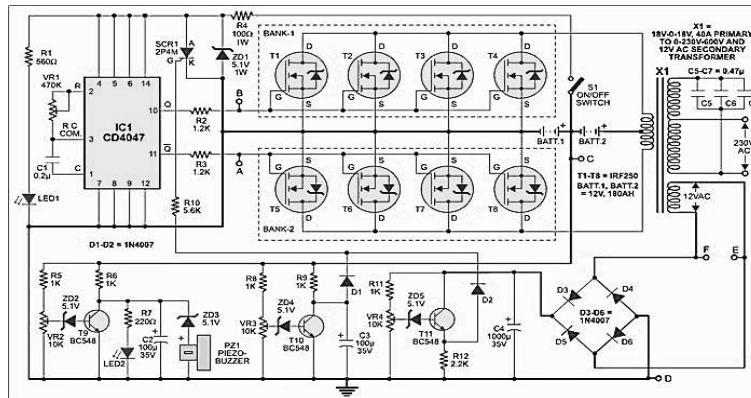 R1
560Ω
VR1
470K
R C
COM.
C1
0.2µ
LED1
4 5 6 14
R
2
3
C
1
IC1
CD4047
10
11
7 8 9 12
Q
Q
R2
1.2K
R3
1.2K
SCR1
2P4M
A
G
K
R4
100Ω
1W
ZD1
5.1V
1W
B
A
R10
5.6K
BANK-1
T1
T2
T3
T4
D D D D
G G G G
S S S S
BANK-2
T5
T6
T7
T8
G G G G
S S S S
D D D D
S1
ON/OFF
SWITCH
BATT.1
BATT.2
C
T1-T8 = IRF250
BATT.1, BATT.2
= 12V, 180AH
X1 =
18V-0-18V, 40A PRIMARY
TO 0-230V-600V AND
12V AC SECONDARY
TRANSFORMER
X1
C5-C7 = 0.47µ
C5
C6
230V
AC
12VAC
F
E
D1-D2 = 1N4007
R5
1K
R6
1K
ZD2
5.1V
VR2
10K
T9
BC548
R7
220Ω
LED2
C2
100µ
35V
ZD3
5.1V
PZ1
PIEZO-
BUZZER
R8
1K
R9
1K
ZD4
5.1V
VR3
10K
T10
BC548
D1
C3
100µ
35V
R11
1K
ZD5
5.1V
VR4
10K
T11
BC548
R12
2.2K
D2
C4
1000µ
35V
D3
D4
D5
D6
D3-D6 =
1N4007
D